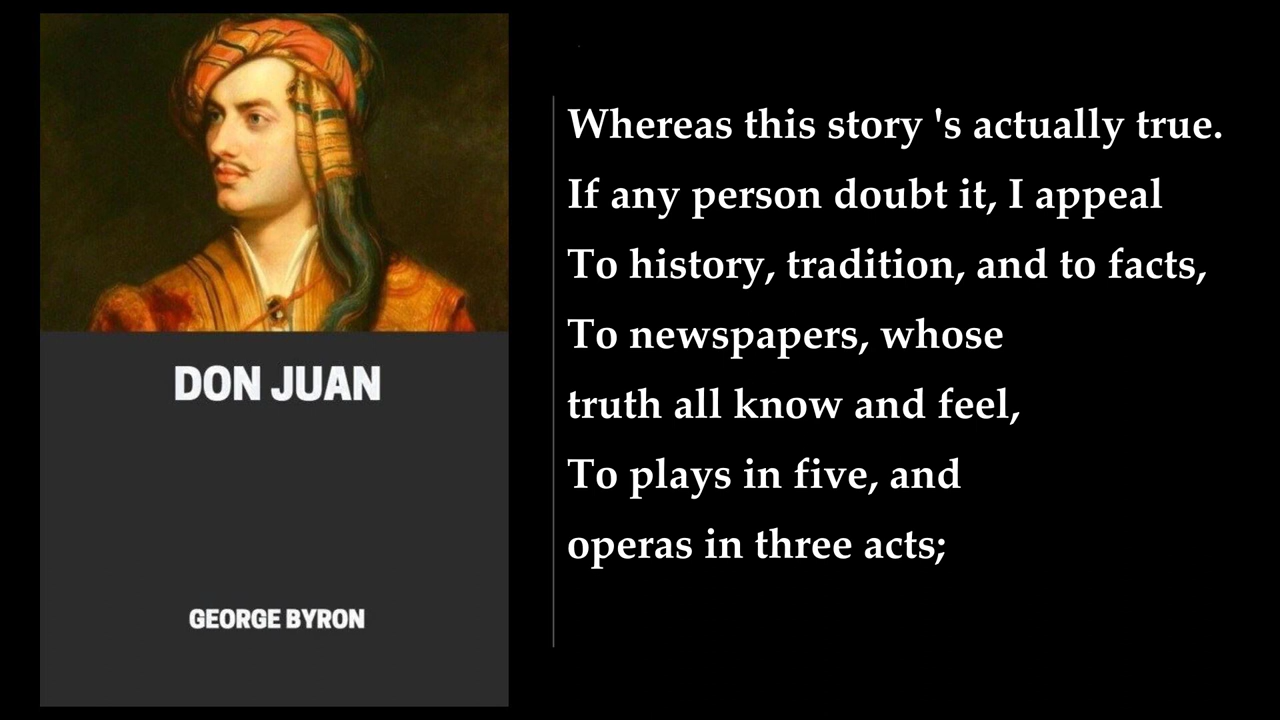 DON JUAN
GEORGE BYRON
Whereas this story 's actually true.
If any person doubt it, I appeal
To history, tradition, and to facts,
To newspapers, whose
truth all know and feel,
To plays in five, and
operas in three acts;